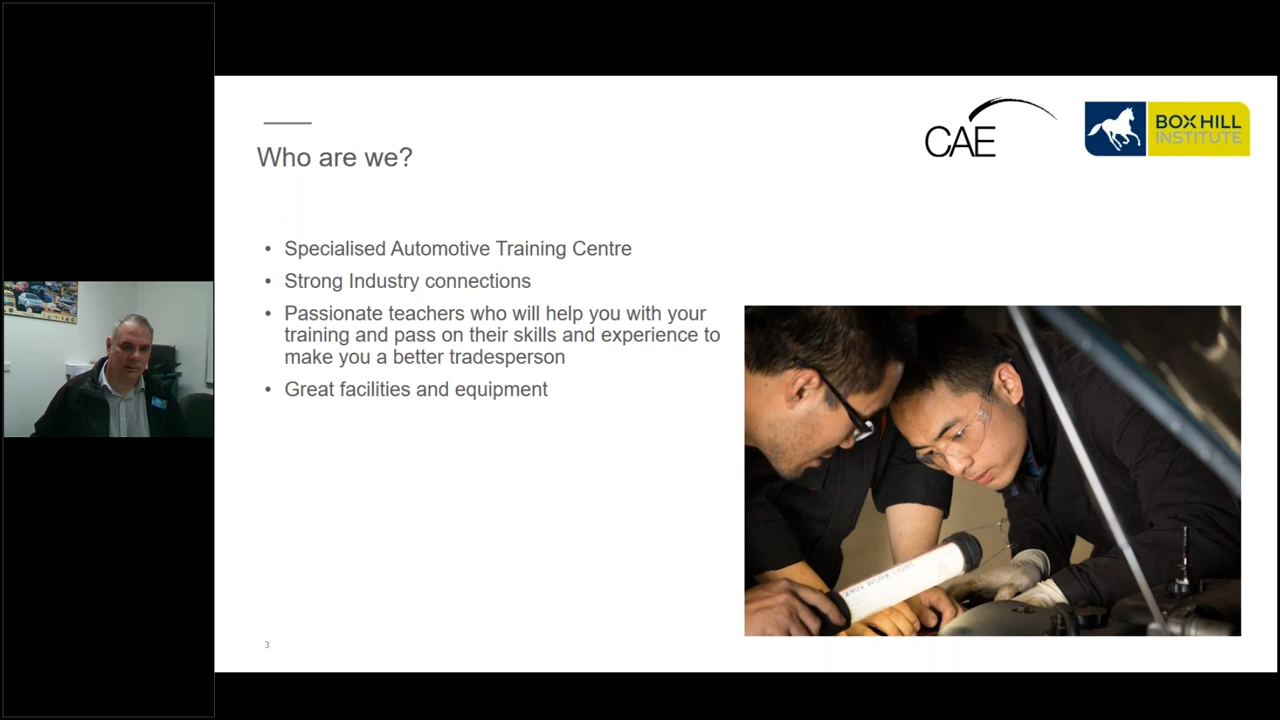 CAE
BOX HILL
INSTITUTE
Who are we?
• Specialised Automotive Training Centre
• Strong Industry connections
• Passionate teachers who will help you with your
training and pass on their skills and experience to
make you a better tradesperson
• Great facilities and equipment
3